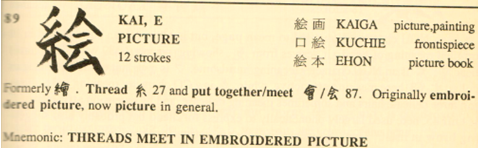 89 絵 KAI, E 絵画 KAIGA picture,painting
PICTURE 口絵 KUCHIE frontispiece
12 strokes 絵本 EHON picture book
Formerly 繪 . Thread 糸 27 and put together/meet 會/会 87. Originally embroi-
dered picture, now picture in general.
Mnemonic: THREADS MEET IN EMBROIDERED PICTURE